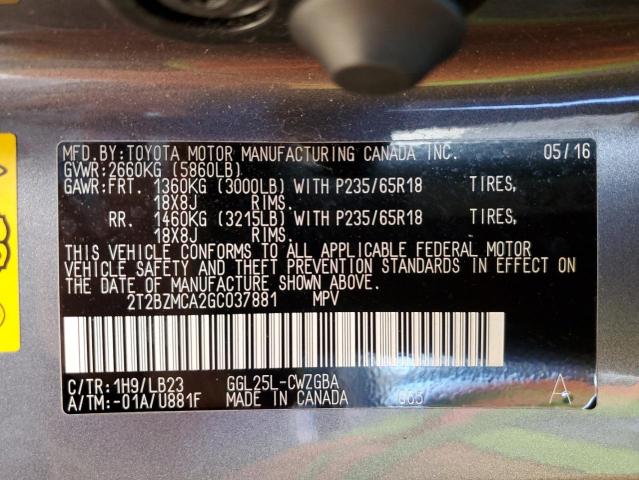 MFD.BY:TOYOTA MOTOR MANUFACTURING CANADA INC. 05/16
GVWR:2660KG (5860LB)
GAWR:FRT. 1360KG (3000LB) WITH P235/65R18 TIRES,
18X8J RIMS.
RR. 1460KG (3215LB) WITH P235/65R18 TIRES,
18X8J RIMS.
THIS VEHICLE CONFORMS TO ALL APPLICABLE FEDERAL MOTOR
VEHICLE SAFETY AND THEFT PREVENTION STANDARDS IN EFFECT ON
THE DATE OF MANUFACTURE SHOWN ABOVE.
2T2BZMCA2GC037881 MPV
C/TR:1H9/LB23 GGL25L-CWZGBA
A/TM:-01A/U881F MADE IN CANADA A